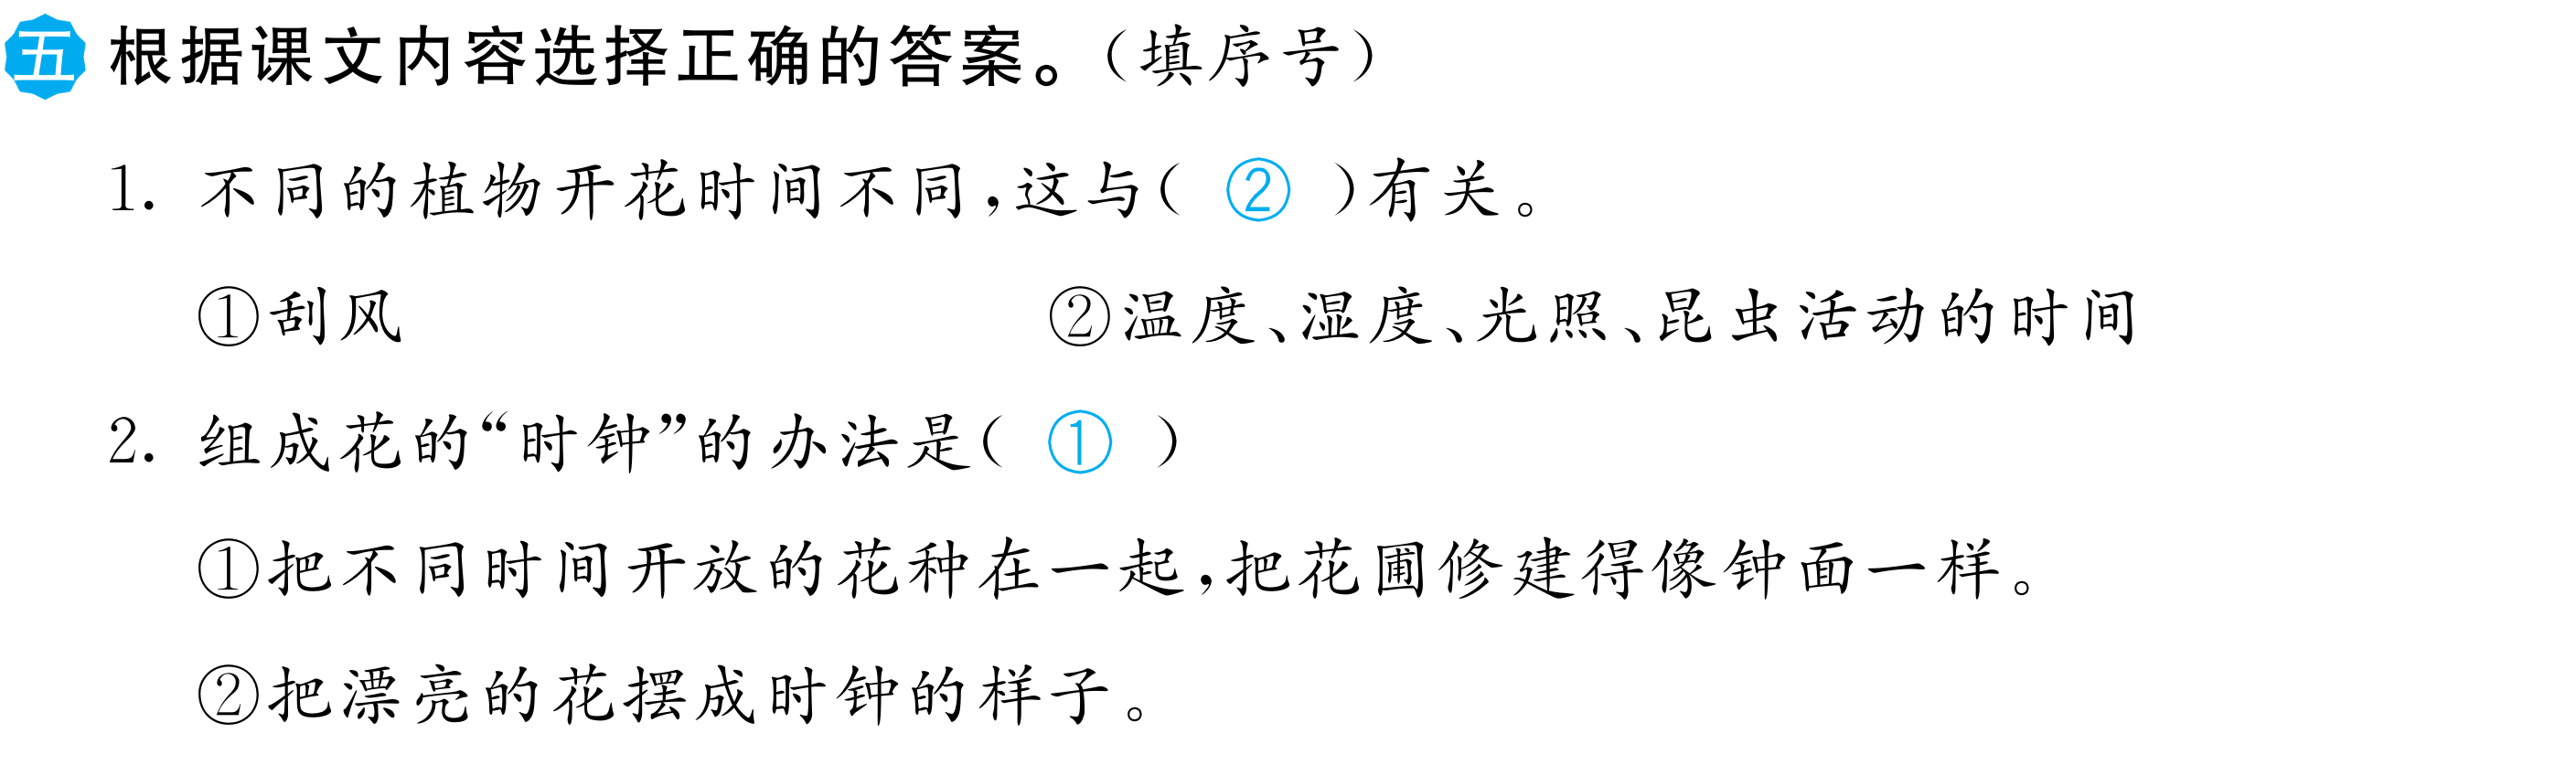 五 根据课文内容选择正确的答案。（填序号）
1. 不同的植物开花时间不同，这与（ ② ）有关。
①刮风 ②温度、湿度、光照、昆虫活动的时间
2. 组成花的“时钟”的办法是（ ① ）
①把不同时间开放的花种在一起，把花圃修建得像钟面一样。
②把漂亮的花摆成时钟的样子。